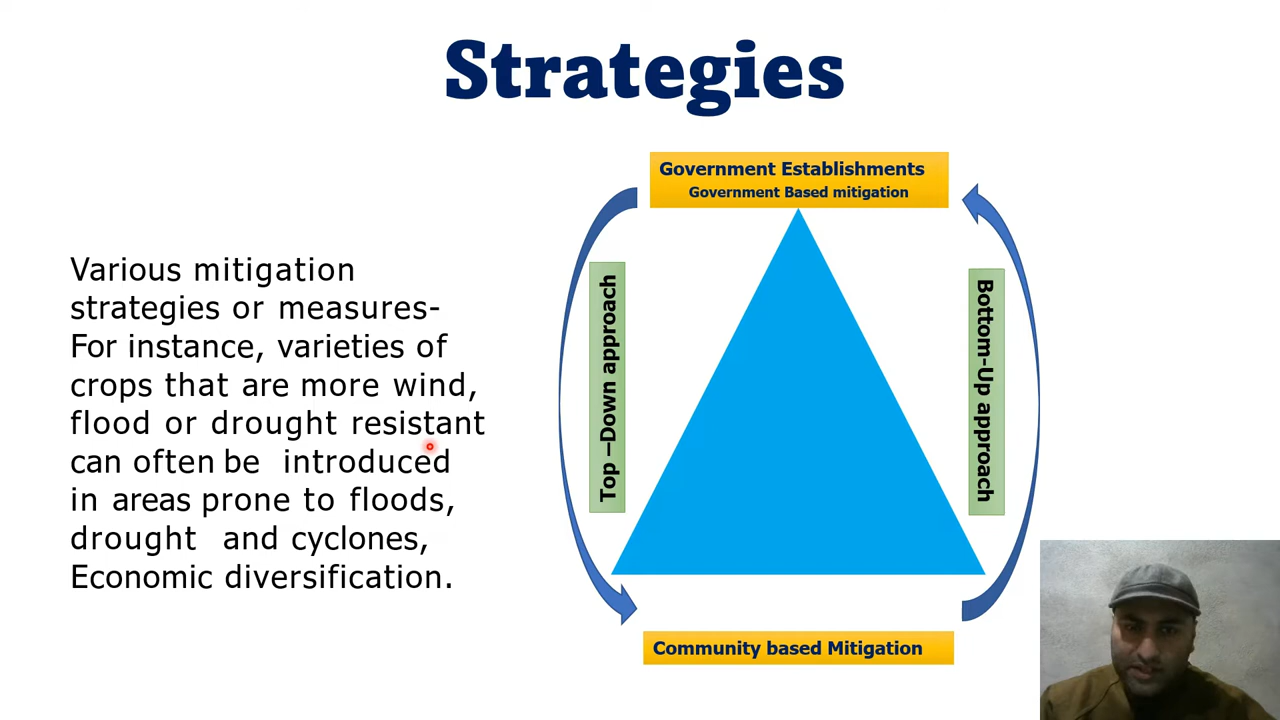 Strategies
Various mitigation
strategies or measures-
For instance, varieties of
crops that are more wind,
flood or drought resistant
can often be introduced
in areas prone to floods,
drought and cyclones,
Economic diversification.
Government Establishments
Government Based mitigation
Top –Down approach
Bottom-Up approach
Community based Mitigation